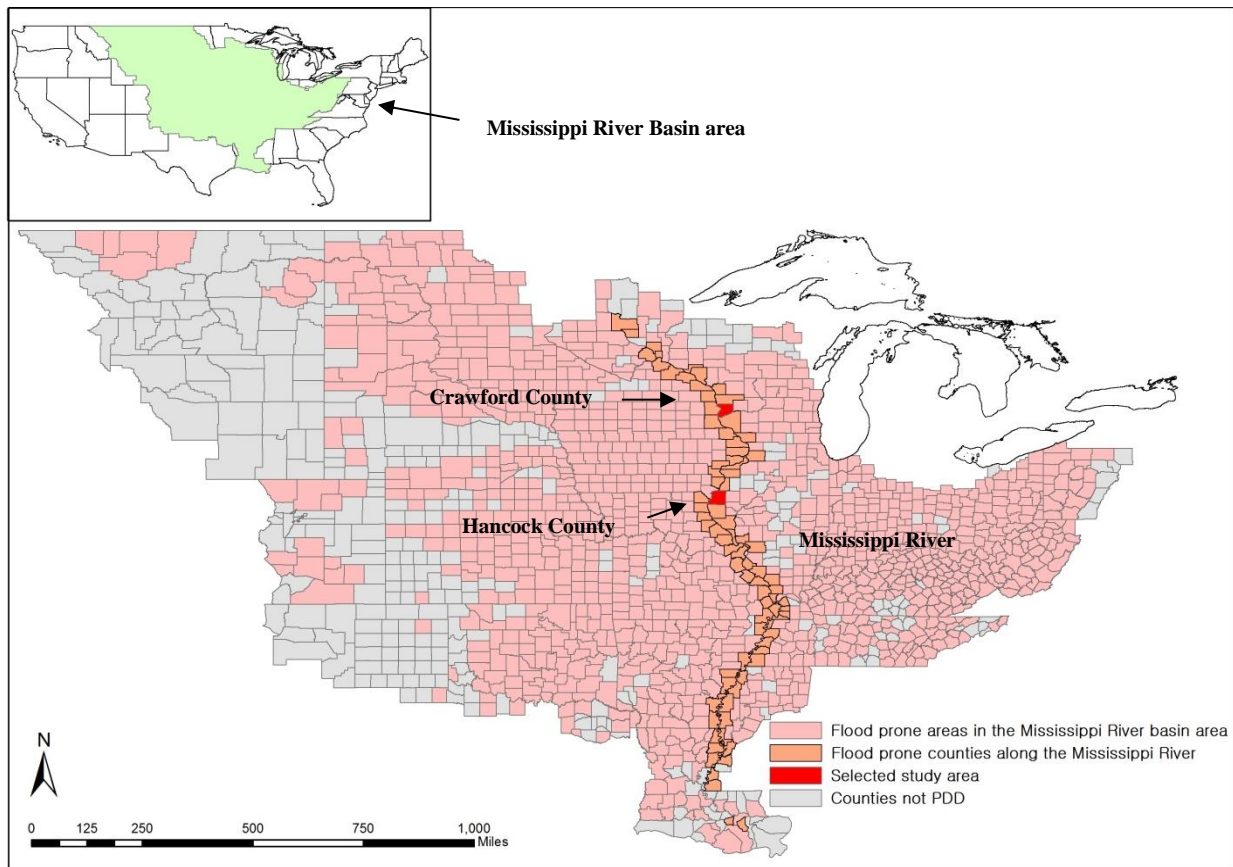 Mississippi River Basin area
Crawford County
Hancock County
Mississippi River
Flood prone areas in the Mississippi River basin area
Flood prone counties along the Mississippi River
Selected study area
Counties not PDD
N
0 125 250 500 750 1,000
Miles